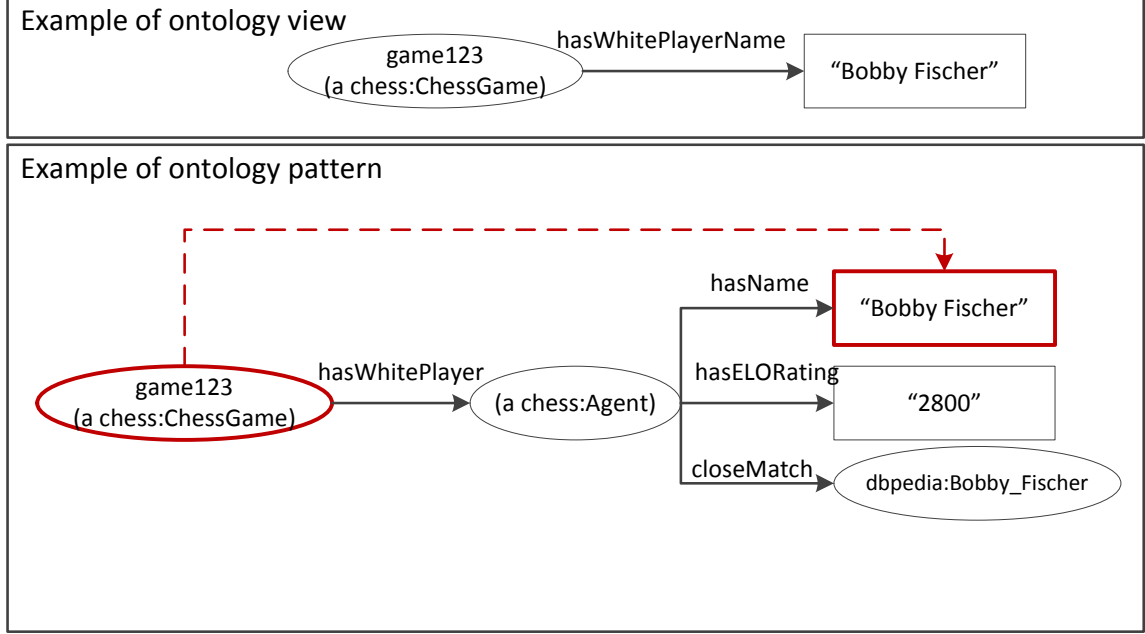 Example of ontology view
hasWhitePlayerName
game123
(a chess:ChessGame)
“Bobby Fischer”
Example of ontology pattern
hasName
“Bobby Fischer”
hasWhitePlayer
game123
(a chess:ChessGame)
(a chess:Agent)
hasELORating
“2800”
closeMatch
dbpedia:Bobby_Fischer